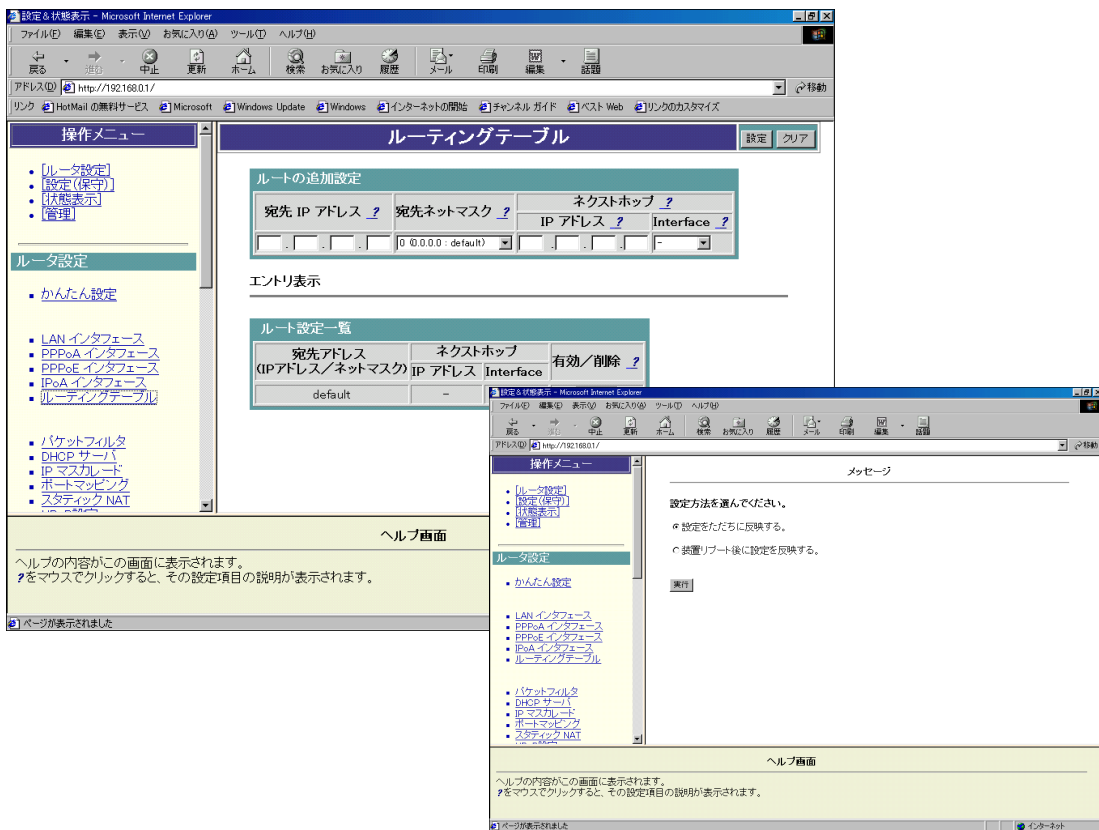 設定＆状態表示 - Microsoft Internet Explorer
ファイル(F) 編集(E) 表示(V) お気に入り(A) ツール(T) ヘルプ(H)
戻る 進む 中止 更新 ホーム 検索 お気に入り 履歴 メール 印刷 編集 話題
アドレス(D) http://192.168.0.1/ 移動
リンク HotMail の無料サービス Microsoft Windows Update Windows インターネットの開始 チャンネル ガイド ベスト Web リンクのカスタマイズ
操作メニュー
[ルータ設定]
[設定(保守)]
[状態表示]
[管理]
ルータ設定
かんたん設定
LAN インタフェース
PPPoA インタフェース
PPPoE インタフェース
IPoA インタフェース
ルーティングテーブル
パケットフィルタ
DHCP サーバ
IP マスカレード
ポートマッピング
スタティック NAT
ルーティングテーブル
設定 クリア
ルートの追加設定
宛先 IP アドレス ? 宛先ネットマスク ? ネクストホップ ?
IP アドレス ? Interface ?
. . . 0 (0.0.0.0 : default) . . . -
エントリ表示
ルート設定一覧
宛先アドレス
(IPアドレス／ネットマスク) ネクストホップ 有効／削除 ?
IP アドレス Interface
default -
ヘルプ画面
ヘルプの内容がこの画面に表示されます。
?をマウスでクリックすると、その設定項目の説明が表示されます。
ページが表示されました
設定＆状態表示 - Microsoft Internet Explorer
ファイル(F) 編集(E) 表示(V) お気に入り(A) ツール(T) ヘルプ(H)
戻る 進む 中止 更新 ホーム 検索 お気に入り 履歴 メール 印刷 編集 話題
アドレス(D) http://192.168.0.1/ 移動
操作メニュー
[ルータ設定]
[設定(保守)]
[状態表示]
[管理]
ルータ設定
かんたん設定
LAN インタフェース
PPPoA インタフェース
PPPoE インタフェース
IPoA インタフェース
ルーティングテーブル
パケットフィルタ
DHCP サーバ
IP マスカレード
ポートマッピング
スタティック NAT
メッセージ
設定方法を選んでください。
設定をただちに反映する。
装置リブート後に設定を反映する。
実行
ヘルプ画面
ヘルプの内容がこの画面に表示されます。
?をマウスでクリックすると、その設定項目の説明が表示されます。
ページが表示されました インターネット